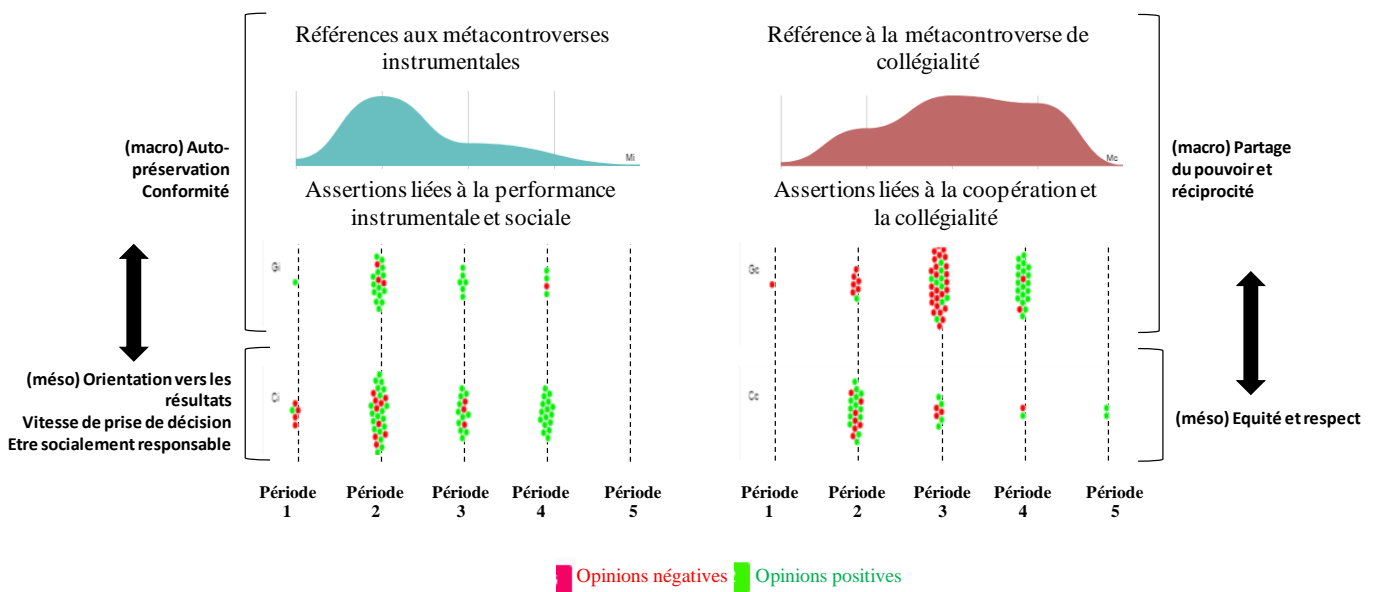 Références aux métacontroverses
instrumentales
Référence à la métacontroverse de
collégialité
(macro) Auto-
préservation
Conformité
Mi
Mc
(macro) Partage
du pouvoir et
réciprocité
Assertions liées à la performance
instrumentale et sociale
Assertions liées à la coopération et
la collégialité
Gi
Gc
(méso) Orientation vers les
résultats
Vitesse de prise de décision
Etre socialement responsable
Ci
Cc
(méso) Equité et respect
Période
1
Période
2
Période
3
Période
4
Période
5
Période
1
Période
2
Période
3
Période
4
Période
5
Opinions négatives
Opinions positives